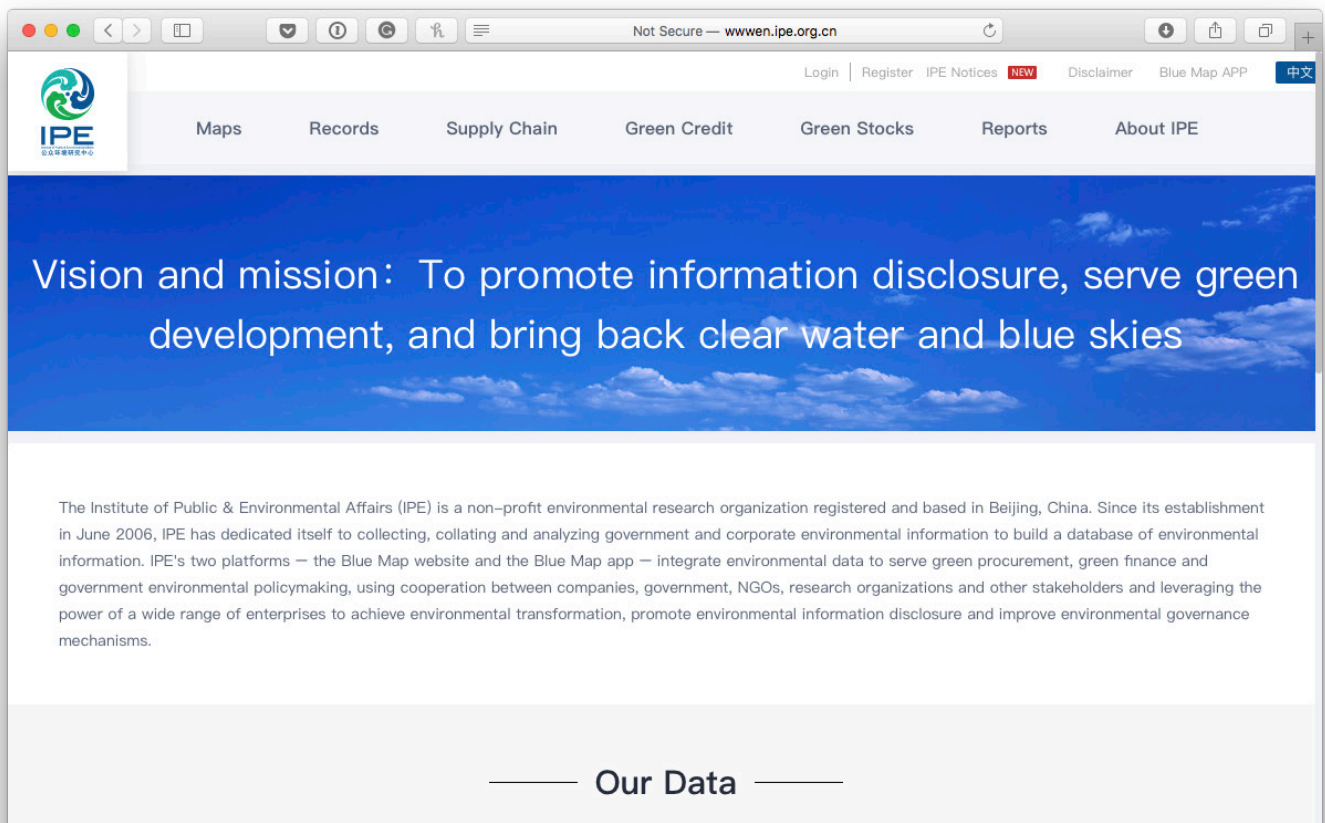 Not Secure — wwwen.ipe.org.cn
Login Register IPE Notices NEW Disclaimer Blue Map APP 中文
IPE
公众环境研究中心
Maps Records Supply Chain Green Credit Green Stocks Reports About IPE
Vision and mission：To promote information disclosure, serve green
development, and bring back clear water and blue skies
The Institute of Public & Environmental Affairs (IPE) is a non-profit environmental research organization registered and based in Beijing, China. Since its establishment
in June 2006, IPE has dedicated itself to collecting, collating and analyzing government and corporate environmental information to build a database of environmental
information. IPE's two platforms — the Blue Map website and the Blue Map app — integrate environmental data to serve green procurement, green finance and
government environmental policymaking, using cooperation between companies, government, NGOs, research organizations and other stakeholders and leveraging the
power of a wide range of enterprises to achieve environmental transformation, promote environmental information disclosure and improve environmental governance
mechanisms.
Our Data